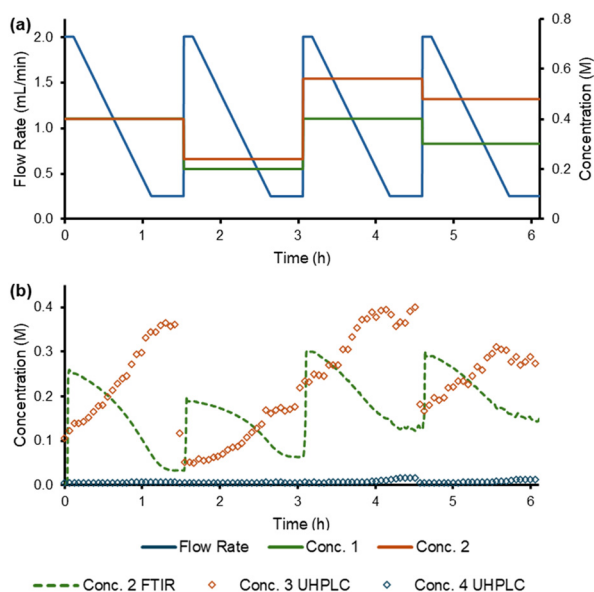 (a)
Flow Rate (mL/min)
2.0
1.5
1.0
0.5
0.0
0.8
0.6
0.4
0.2
0
Concentration (M)
0 1 2 3 4 5 6
Time (h)
(b)
Concentration (M)
0.4
0.3
0.2
0.1
0.0
0 1 2 3 4 5 6
Time (h)
Flow Rate Conc. 1 Conc. 2
Conc. 2 FTIR Conc. 3 UHPLC Conc. 4 UHPLC